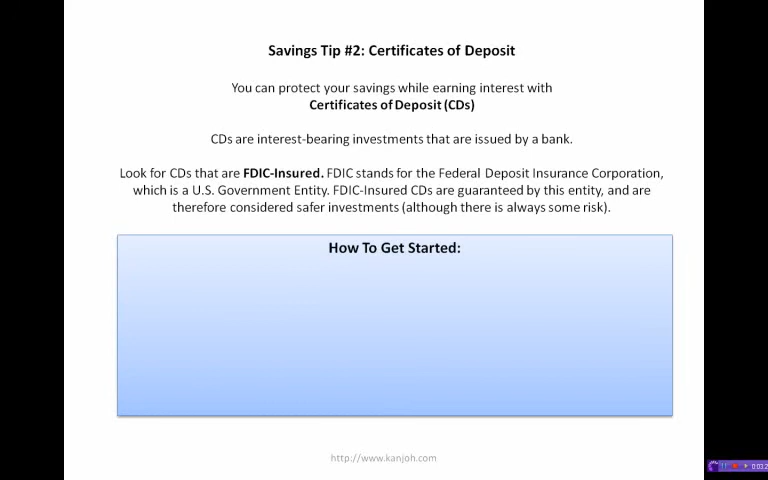 Savings Tip #2: Certificates of Deposit
You can protect your savings while earning interest with
Certificates of Deposit (CDs)
CDs are interest-bearing investments that are issued by a bank.
Look for CDs that are FDIC-Insured. FDIC stands for the Federal Deposit Insurance Corporation,
which is a U.S. Government Entity. FDIC-Insured CDs are guaranteed by this entity, and are
therefore considered safer investments (although there is always some risk).
How To Get Started:
http://www.kanjoh.com